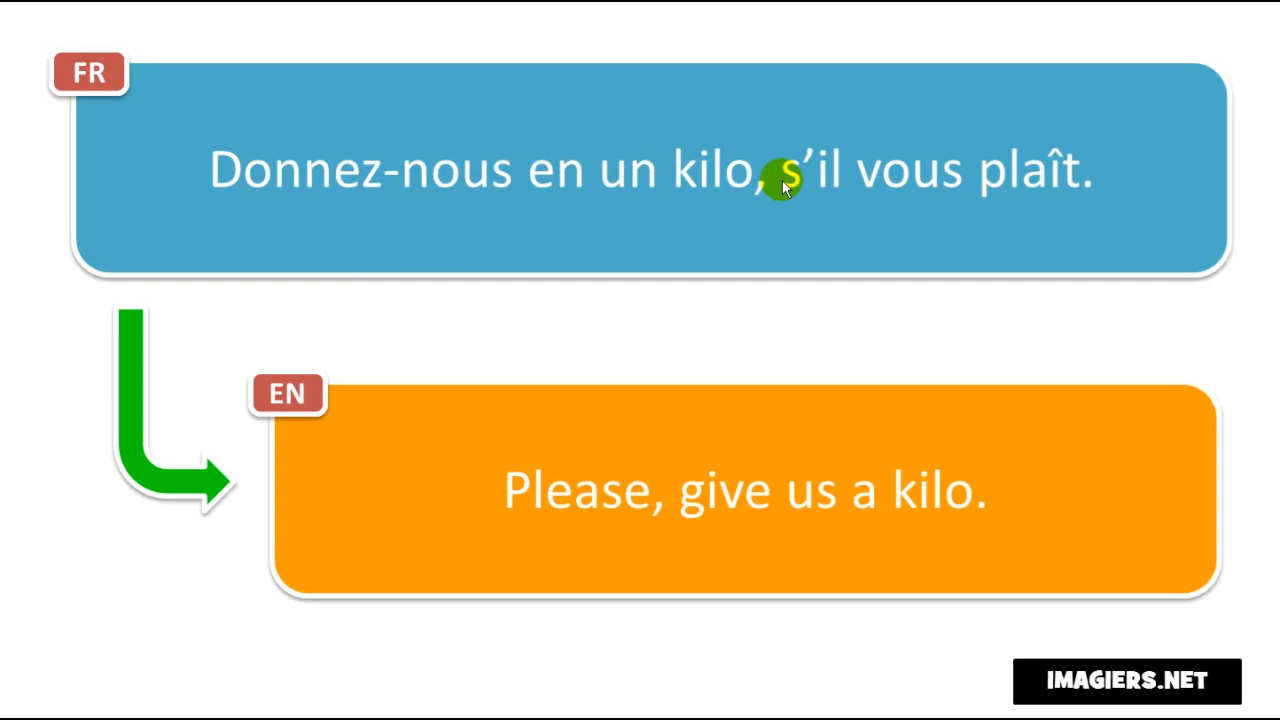 FR
Donnez-nous en un kilo, s’il vous plaît.
EN
Please, give us a kilo.
IMAGIERS.NET